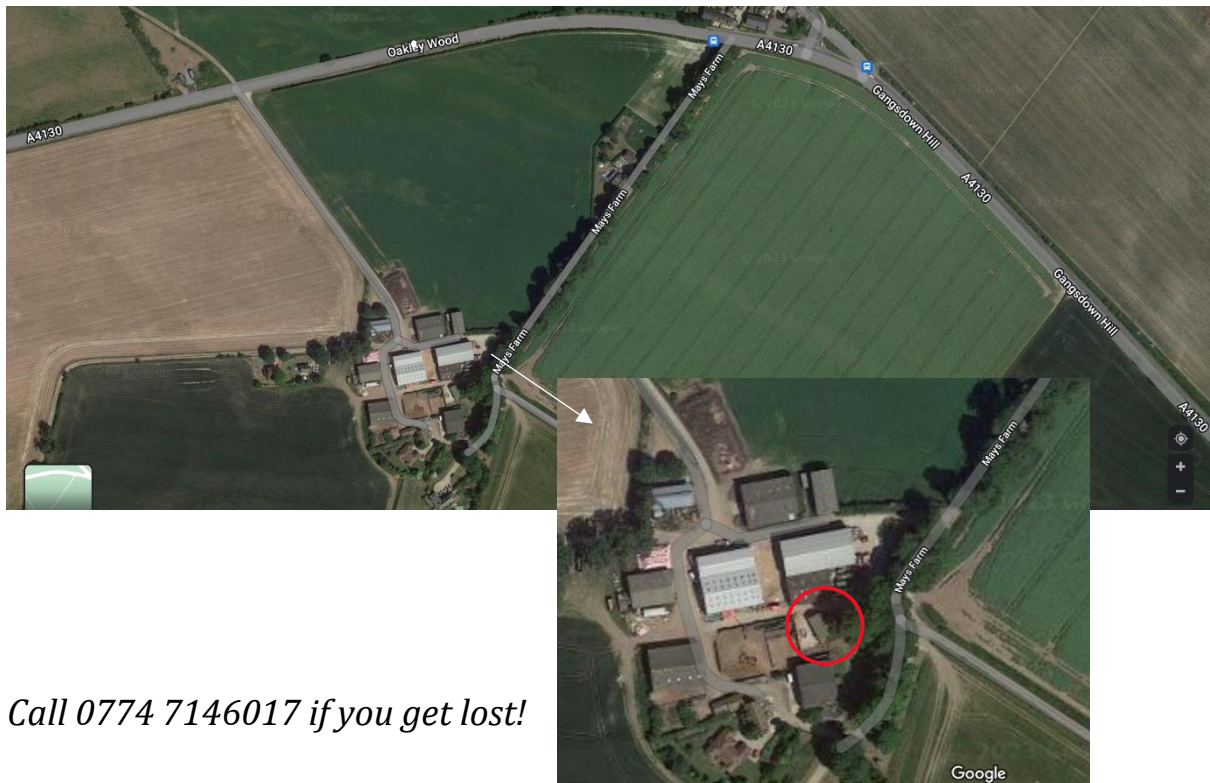 Oakley Wood
A4130
Mays Farm
A4130
Gangsdown Hill
A4130
Mays Farm
Gangsdown Hill
Mays Farm
A4130
Mays Farm
Mays Farm
Google
Call 0774 7146017 if you get lost!